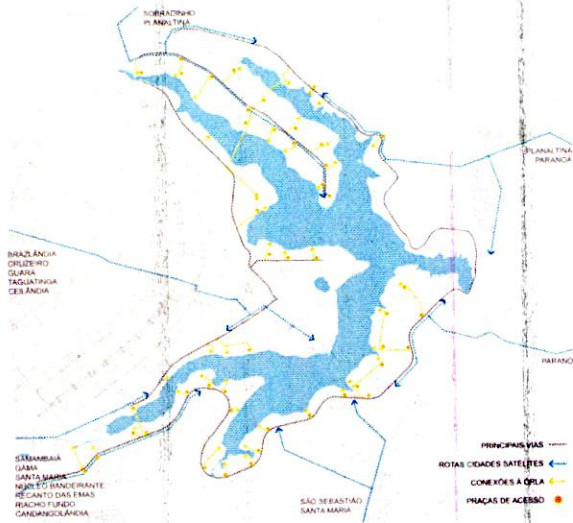 SOBRADINHO
PLANALTINA
PLANALTINA
PARANOÁ
BRAZLÂNDIA
CRUZEIRO
GUARÁ
TAGUATINGA
CEILÂNDIA
PARANOÁ
SAMAMBAIA
GAMA
SANTA MARIA
NÚCLEO BANDEIRANTE
RECANTO DAS EMAS
RIACHO FUNDO
CANDANGOLÂNDIA
SÃO SEBASTIÃO
SANTA MARIA
PRINCIPAIS VIAS
ROTAS CIDADES SATÉLITES
CONEXÕES À ORLA
PRAÇAS DE ACESSO